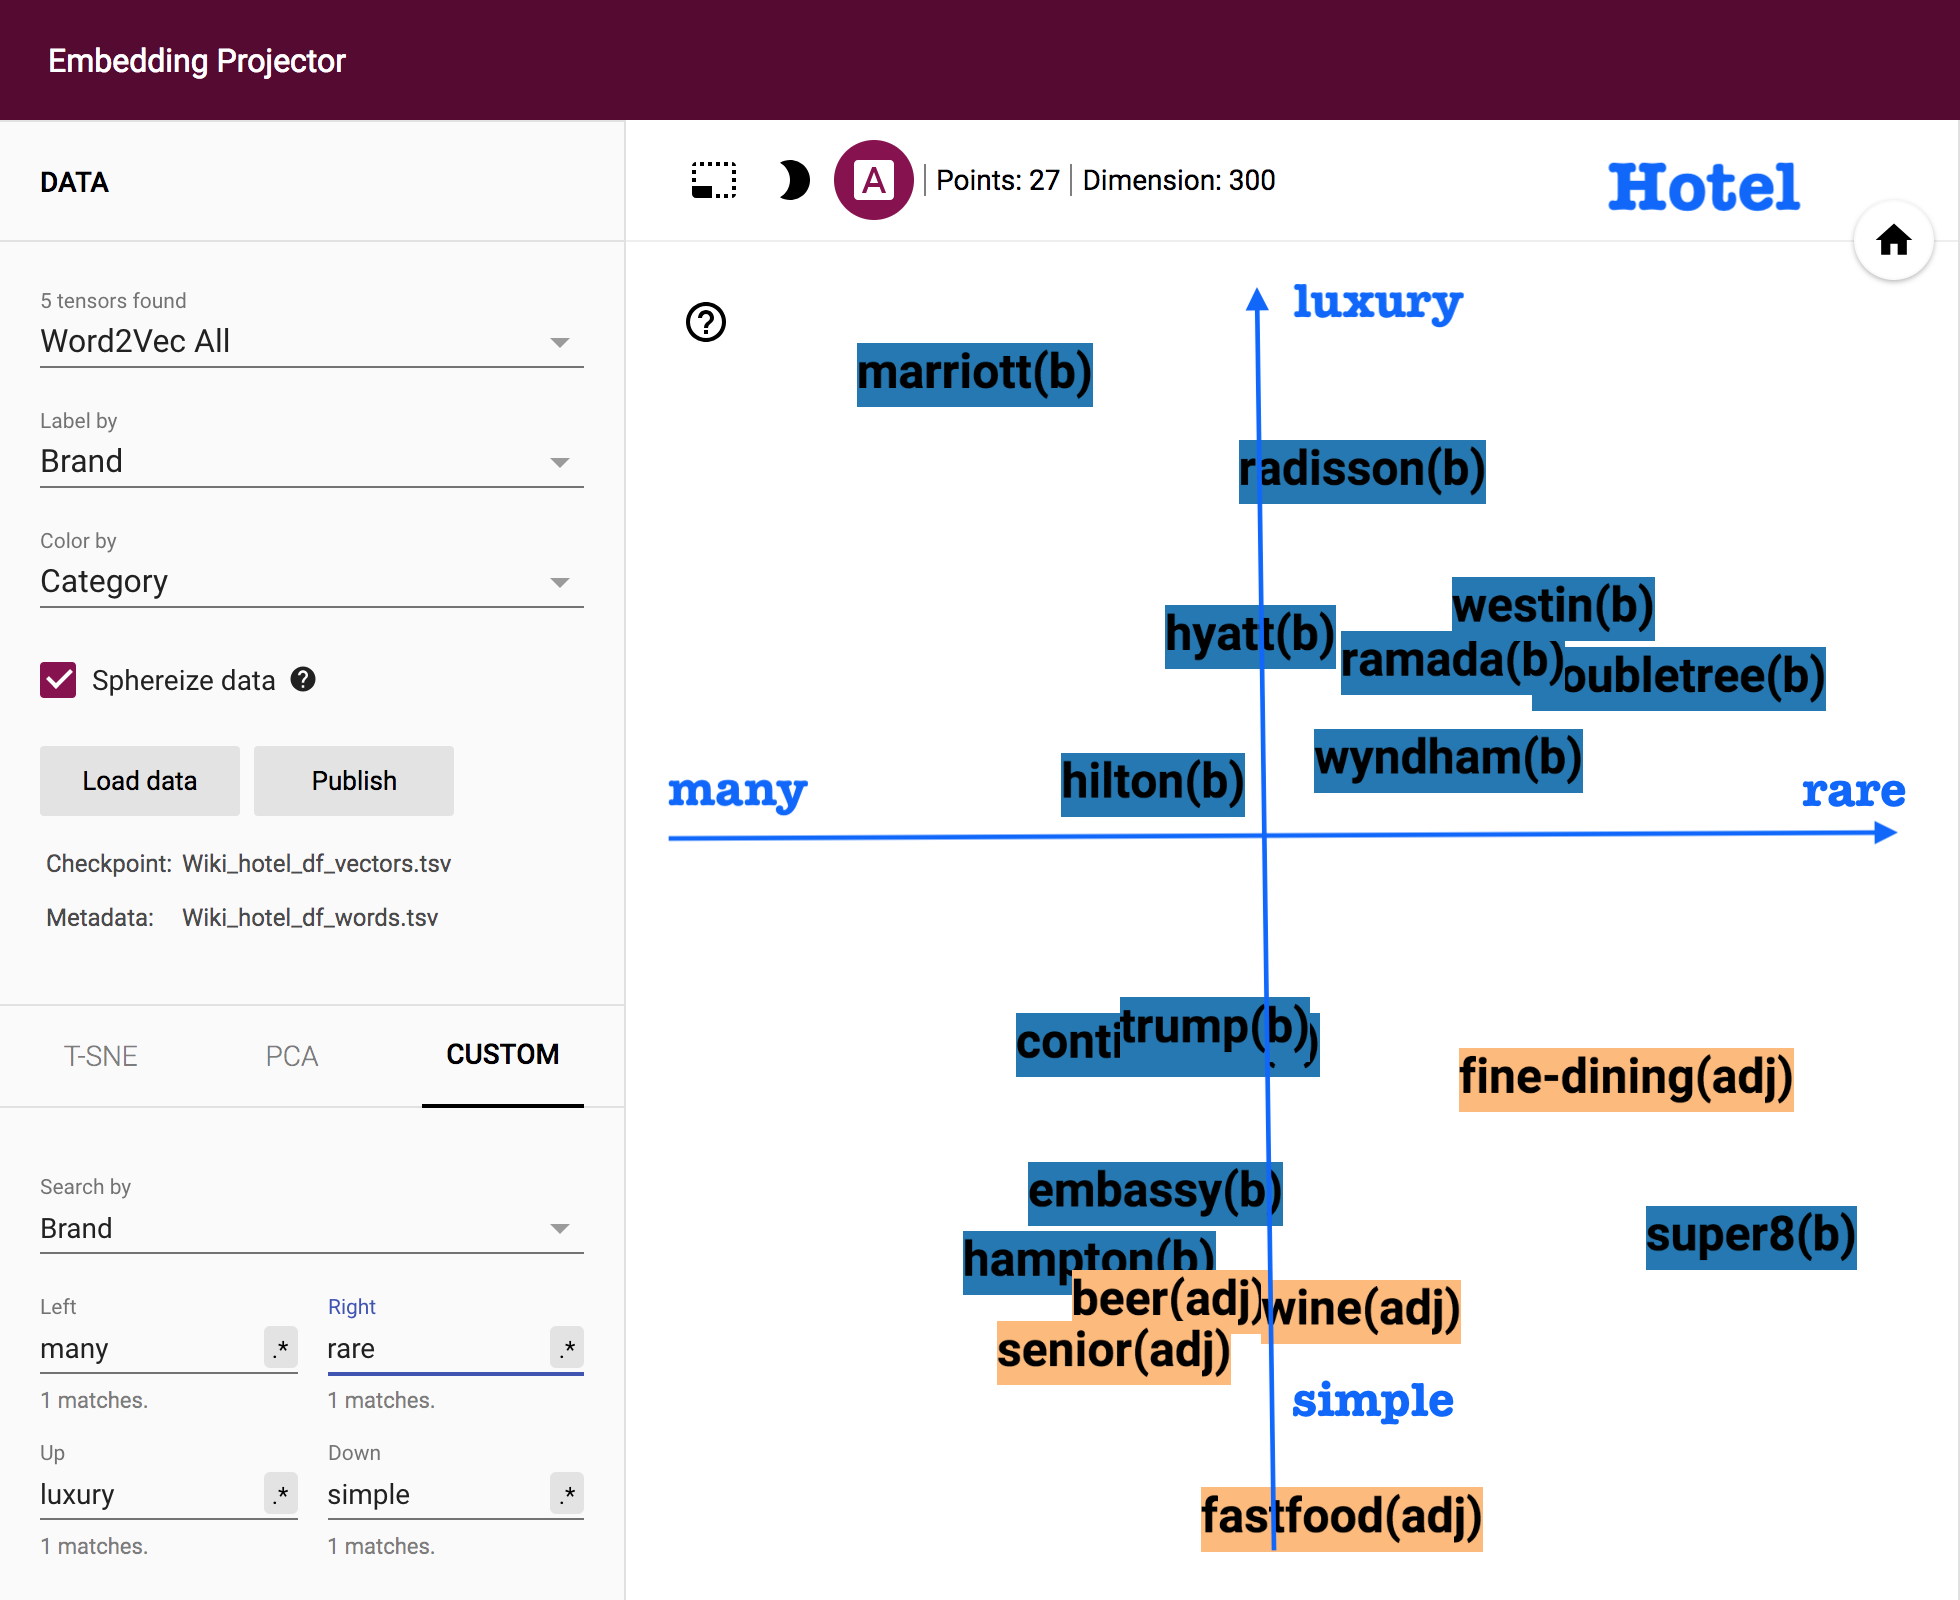 Embedding Projector
DATA
5 tensors found
Word2Vec All
Label by
Brand
Color by
Category
Sphereize data
Load data
Publish
Checkpoint: Wiki_hotel_df_vectors.tsv
Metadata: Wiki_hotel_df_words.tsv
T-SNE
PCA
CUSTOM
Search by
Brand
Left
Right
many .*
rare .*
1 matches.
1 matches.
Up
Down
luxury .*
simple .*
1 matches.
1 matches.
A | Points: 27 | Dimension: 300
Hotel
luxury
marriott(b)
radisson(b)
westin(b)
hyatt(b)
ramada(b)
oubletree(b)
wyndham(b)
hilton(b)
many
rare
trump(b)
conti
fine-dining(adj)
embassy(b)
super8(b)
hampton(b)
beer(adj)
wine(adj)
senior(adj)
simple
fastfood(adj)